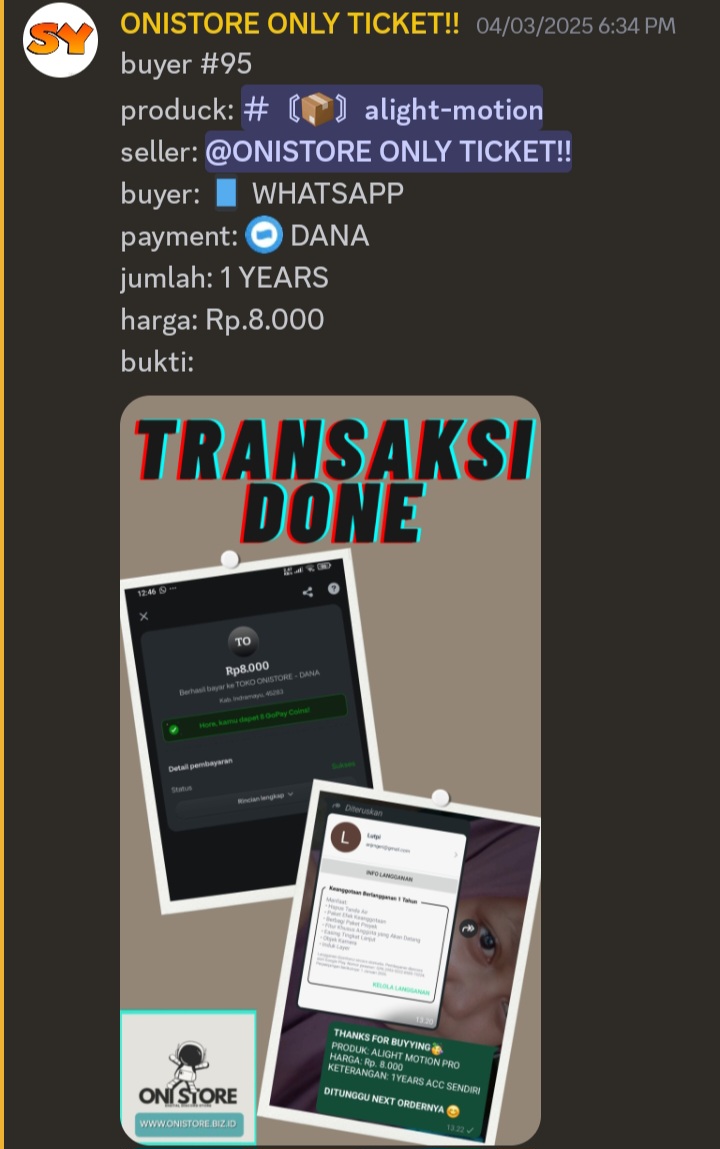 SY
ONISTORE ONLY TICKET!! 04/03/2025 6:34 PM
buyer #95
produck: # 〔📦〕 alight-motion
seller: @ONISTORE ONLY TICKET!!
buyer: WHATSAPP
payment: DANA
jumlah: 1 YEARS
harga: Rp.8.000
bukti:
TRANSAKSI
DONE
12:46
TO
Rp8.000
Berhasil bayar ke TOKO ONISTORE - DANA
Kab. Indramayu, 45283
Hore, kamu dapat 8 GoPay Coins!
Detail pembayaran
Status Sukses
Rincian lengkap
Diteruskan
L
Lutpi
INFO LANGGANAN
Keanggotaan Berlangganan 1 Tahun
Manfaat
- Hapus Tanda Air
- Paket Efek Keanggotaan
- Berbagi Paket Proyek
- Fitur Khusus Anggota yang Akan Datang
- Easing Tingkat Lanjut
- Objek Kamera
- Induk Layer
KELOLA LANGGANAN
13.20
THANKS FOR BUYYING🥳
PRODUK: ALIGHT MOTION PRO
HARGA: Rp. 8.000
KETERANGAN: 1YEARS ACC SENDIRI
DITUNGGU NEXT ORDERNYA😊
13.22
ONI STORE
WWW.ONISTORE.BIZ.ID